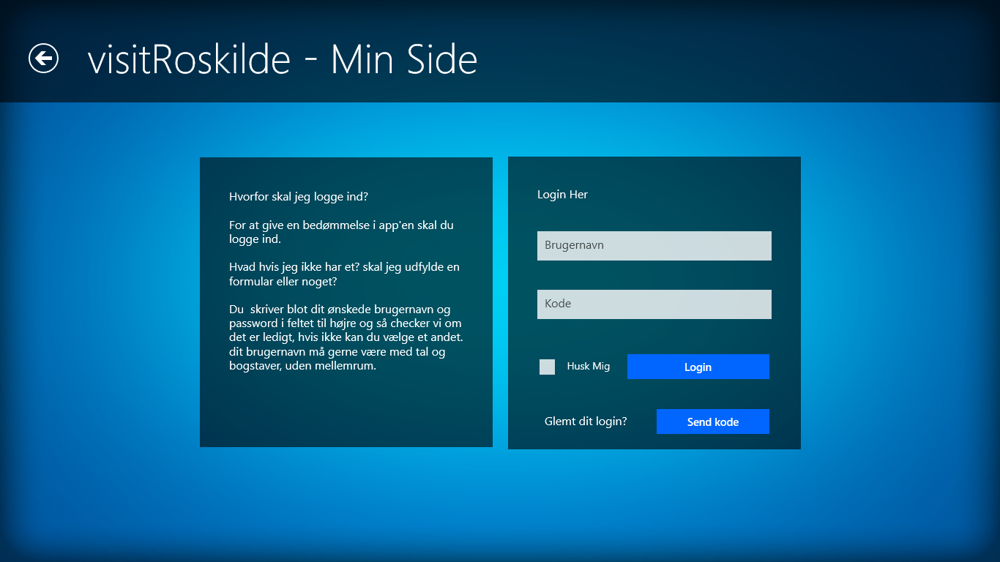 visitRoskilde - Min Side
Hvorfor skal jeg logge ind?
For at give en bedømmelse i app'en skal du
logge ind.
Hvad hvis jeg ikke har et? skal jeg udfylde en
formular eller noget?
Du  skriver blot dit ønskede brugernavn og
password i feltet til højre og så checker vi om
det er ledigt, hvis ikke kan du vælge et andet.
dit brugernavn må gerne være med tal og
bogstaver, uden mellemrum.
Login Her
Brugernavn
Kode
Husk Mig
Login
Glemt dit login?
Send kode